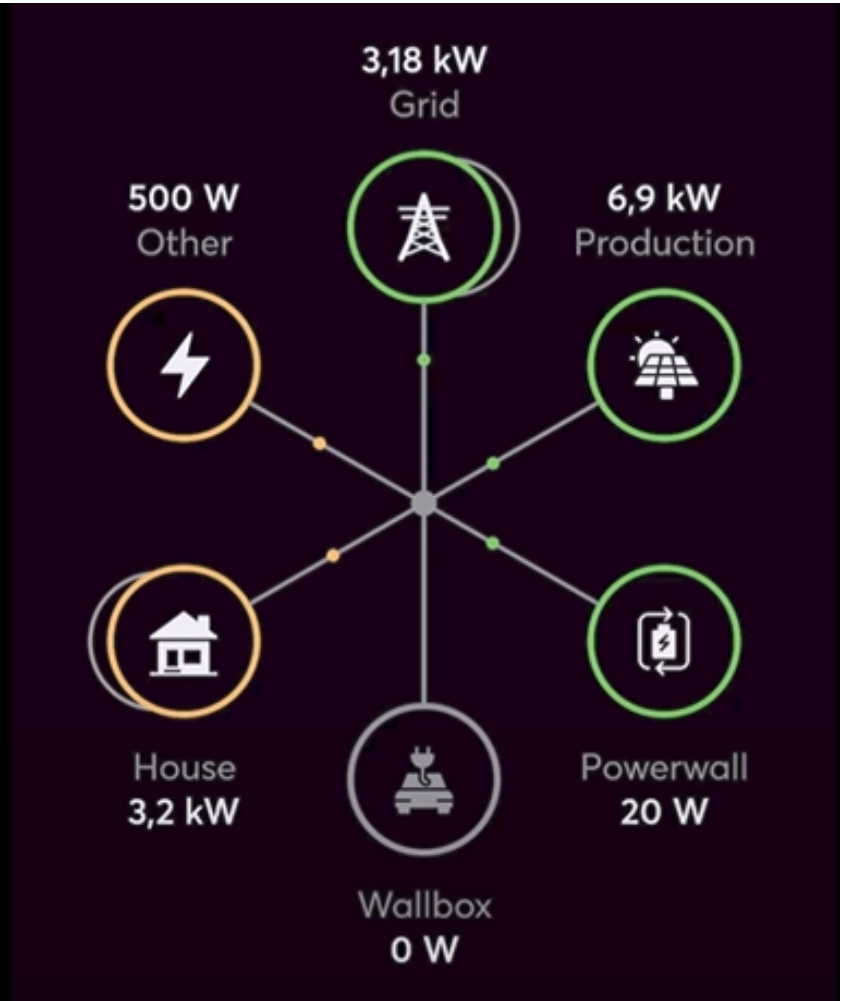 3,18 kW
Grid
500 W
Other
6,9 kW
Production
House
3,2 kW
Powerwall
20 W
Wallbox
0 W